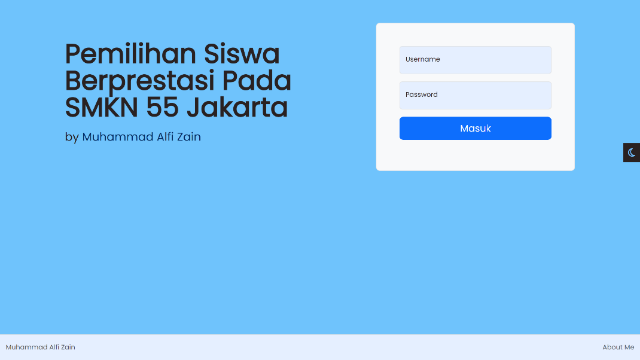 Pemilihan Siswa
Berprestasi Pada
SMKN 55 Jakarta
by Muhammad Alfi Zain
Username
Password
Masuk
Muhammad Alfi Zain
About Me